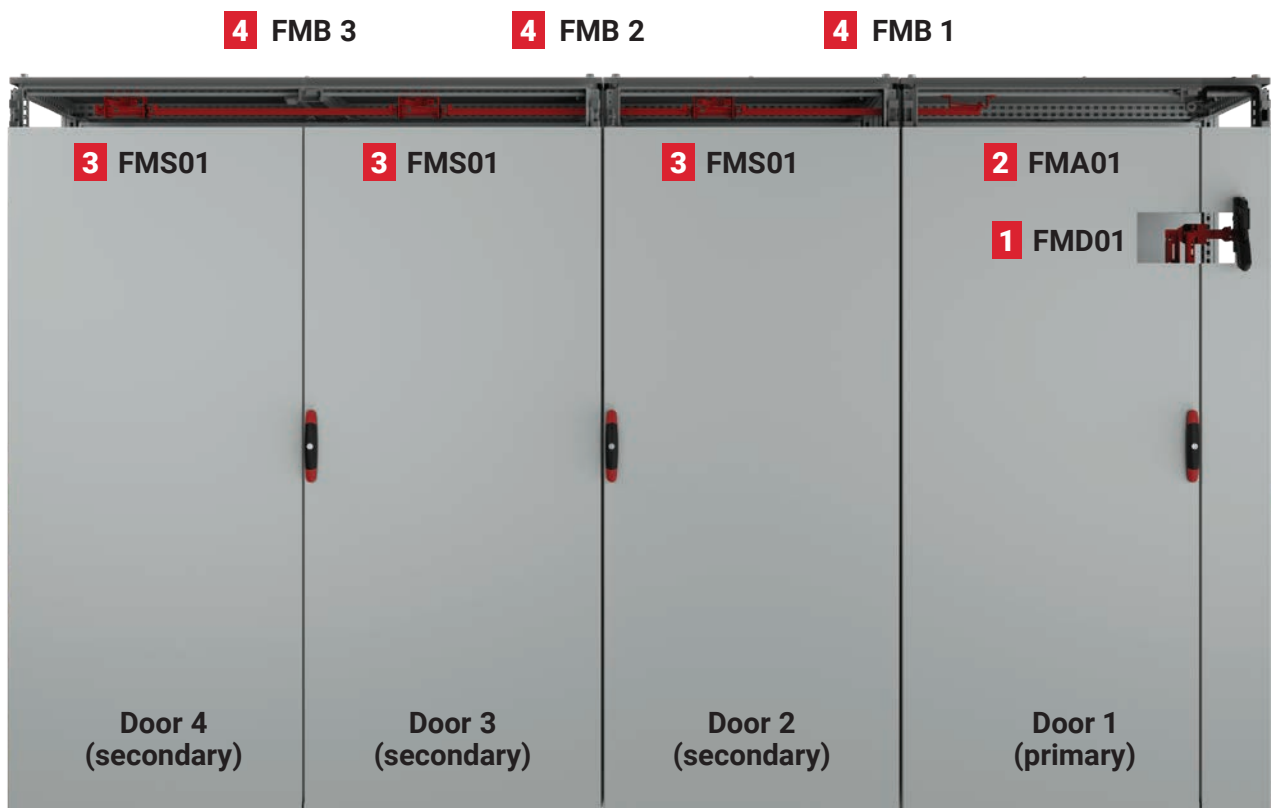 4 FMB 3
4 FMB 2
4 FMB 1
3 FMS01
3 FMS01
3 FMS01
2 FMA01
1 FMD01
Door 4
(secondary)
Door 3
(secondary)
Door 2
(secondary)
Door 1
(primary)